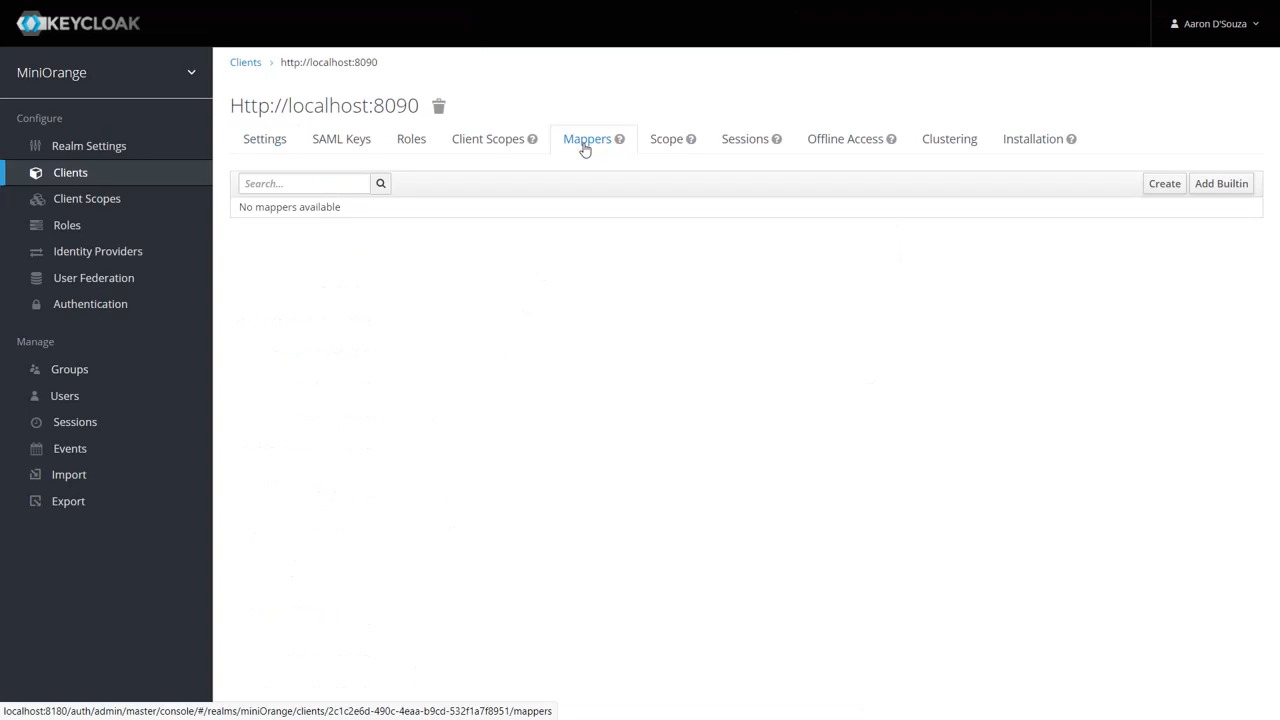 KEYCLOAK
Aaron D'Souza
MiniOrange
Clients > http://localhost:8090
Http://localhost:8090
Configure
Settings SAML Keys Roles Client Scopes Mappers Scope Sessions Offline Access Clustering Installation
Realm Settings
Clients
Search... Create Add Builtin
Client Scopes
No mappers available
Roles
Identity Providers
User Federation
Authentication
Manage
Groups
Users
Sessions
Events
Import
Export
localhost:8180/auth/admin/master/console/#/realms/miniOrange/clients/2c1c2e6d-490c-4eaa-b9cd-532f1a7f8951/mappers